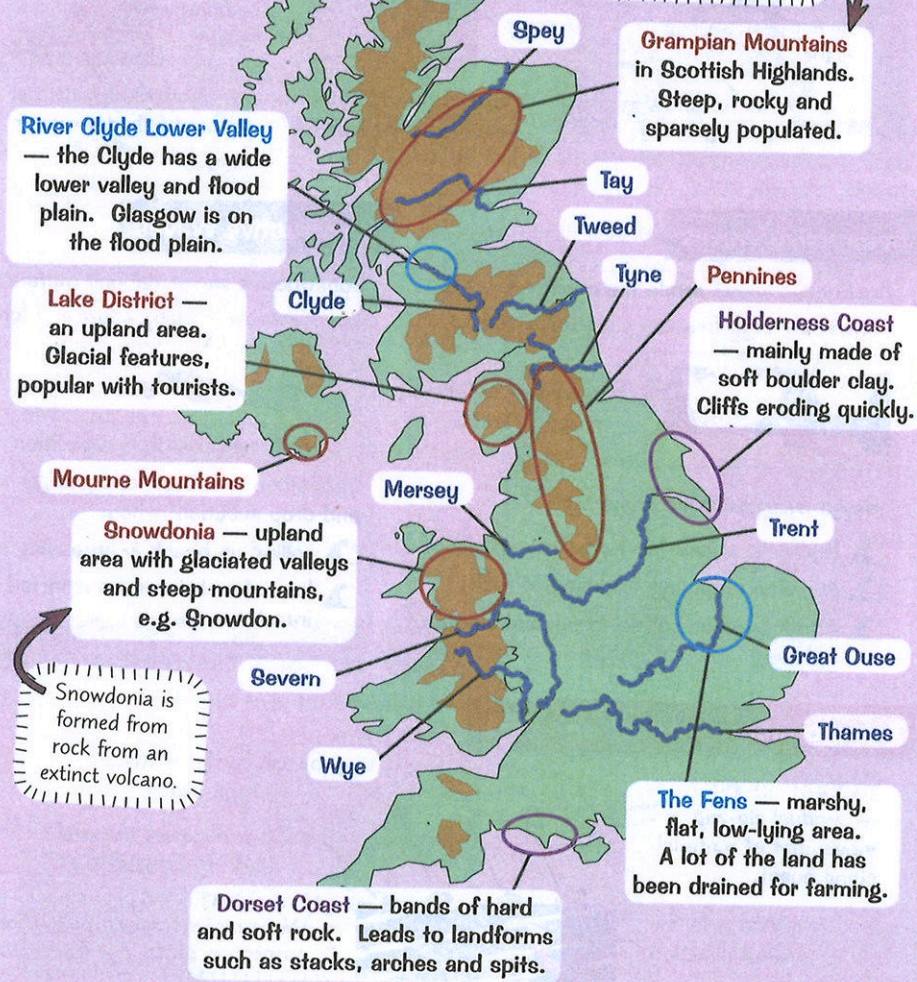 Spey
Grampian Mountains
in Scottish Highlands.
Steep, rocky and
sparsely populated.
River Clyde Lower Valley
— the Clyde has a wide
lower valley and flood
plain. Glasgow is on
the flood plain.
Tay
Tweed
Tyne
Pennines
Clyde
Lake District —
an upland area.
Glacial features,
popular with tourists.
Holderness Coast
— mainly made of
soft boulder clay.
Cliffs eroding quickly.
Mourne Mountains
Mersey
Trent
Snowdonia — upland
area with glaciated valleys
and steep mountains,
e.g. Snowdon.
Great Ouse
Severn
Snowdonia is
formed from
rock from an
extinct volcano.
Thames
Wye
The Fens — marshy,
flat, low-lying area.
A lot of the land has
been drained for farming.
Dorset Coast — bands of hard
and soft rock. Leads to landforms
such as stacks, arches and spits.